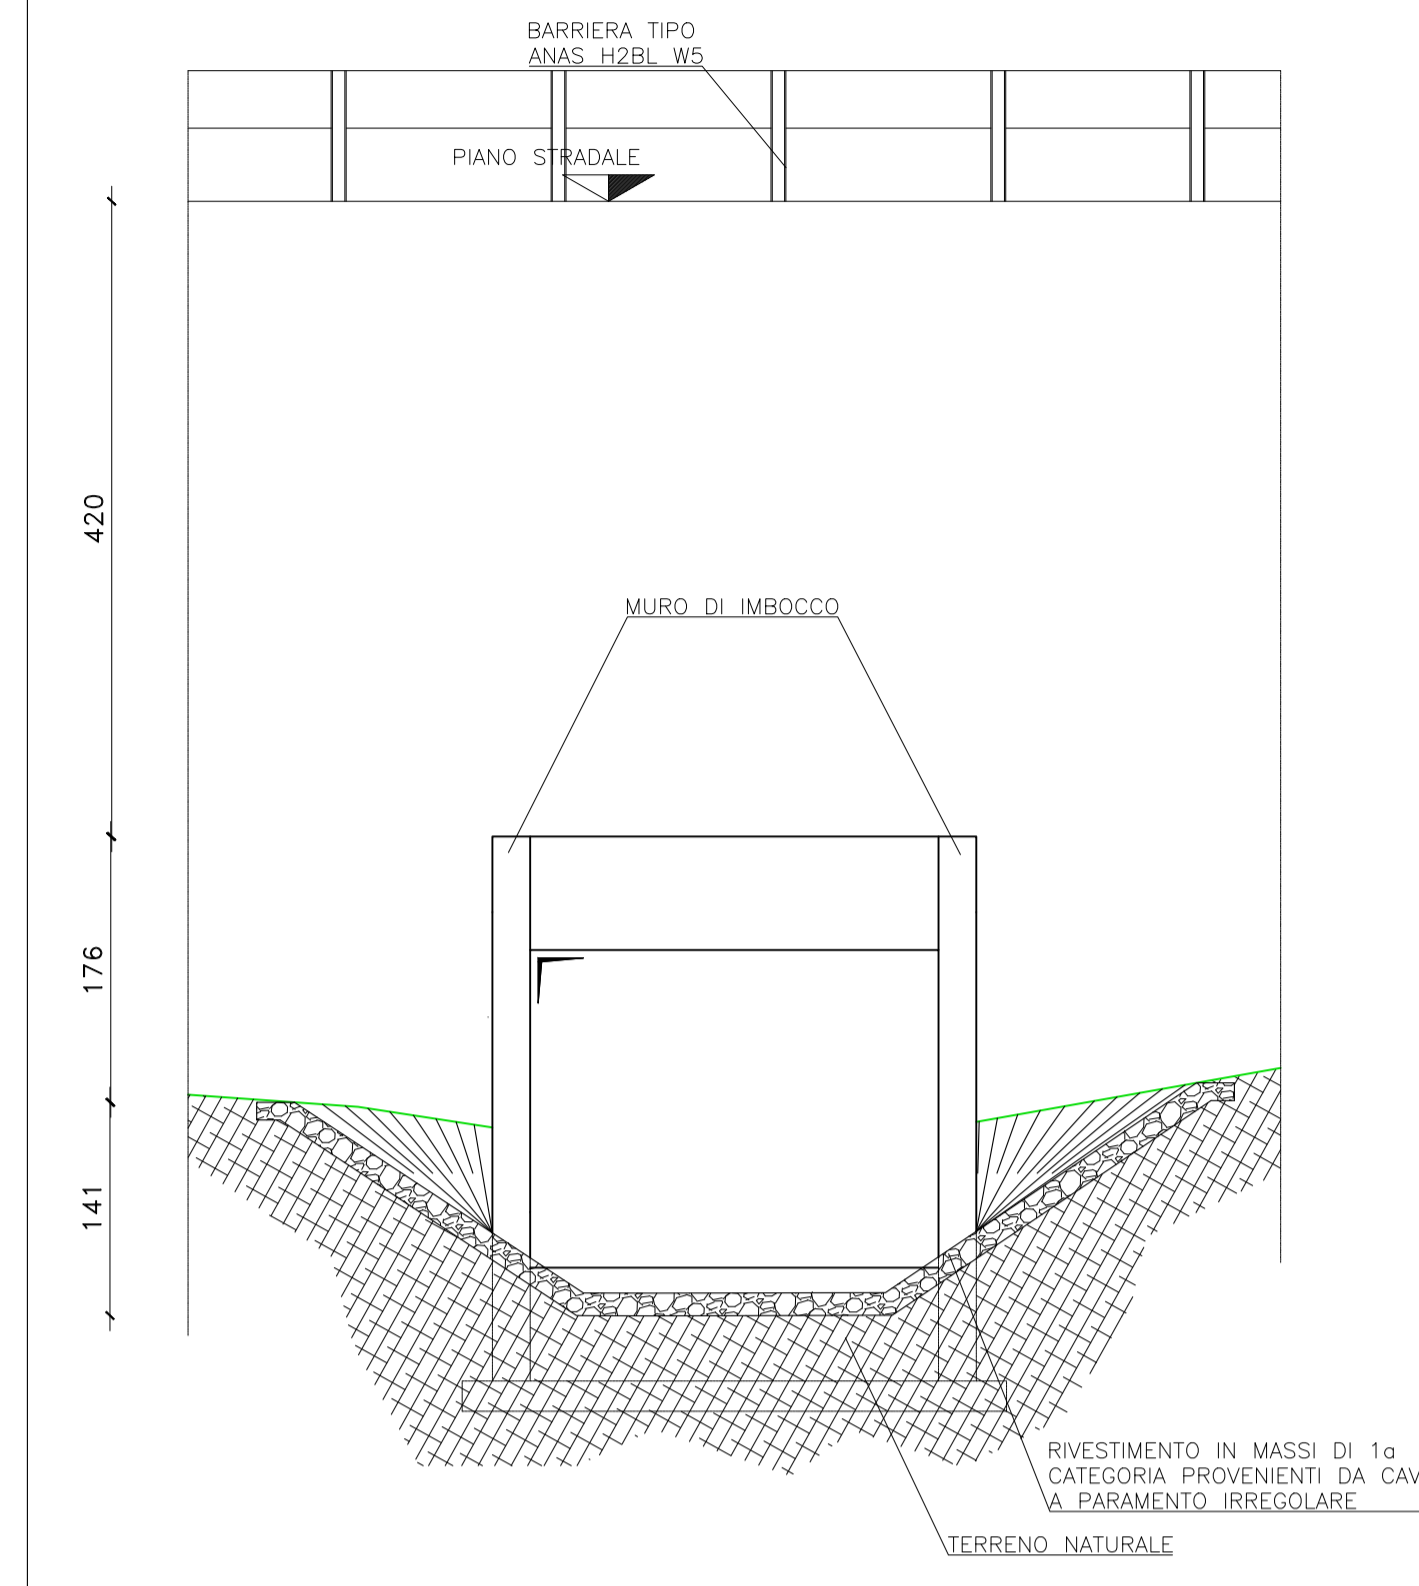 BARRIERA TIPO
ANAS H2BL W5
PIANO STRADALE
420
MURO DI IMBOCCO
176
141
RIVESTIMENTO IN MASSI DI 1a
CATEGORIA PROVENIENTI DA CAV
A PARAMENTO IRREGOLARE
TERRENO NATURALE